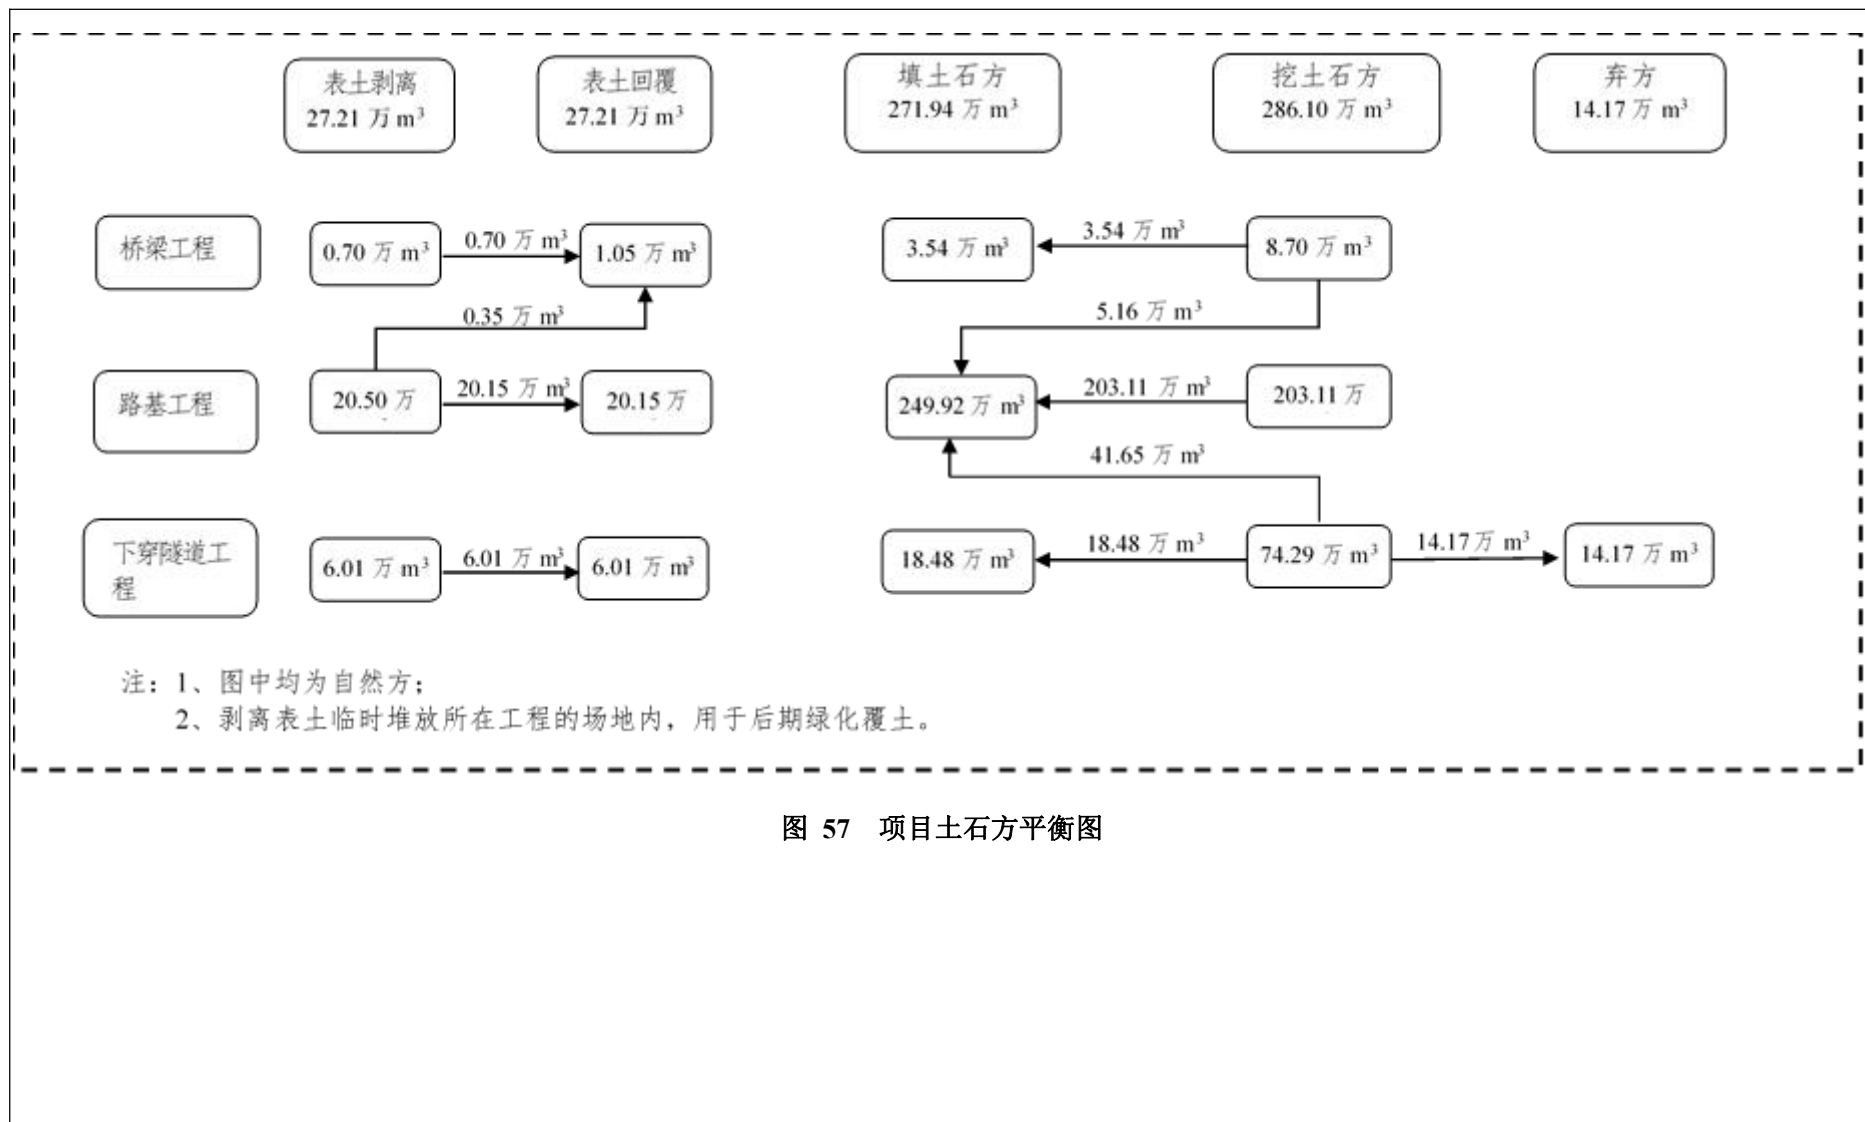 表土剥离
27.21 万 m³
表土回覆
27.21 万 m³
填土石方
271.94 万 m³
挖土石方
286.10 万 m³
弃方
14.17 万 m³
桥梁工程
0.70 万 m³
0.70 万 m³
1.05 万 m³
3.54 万 m³
3.54 万 m³
8.70 万 m³
0.35 万 m³
5.16 万 m³
路基工程
20.50 万
20.15 万 m³
20.15 万
249.92 万 m³
203.11 万 m³
203.11 万
41.65 万 m³
下穿隧道工
程
6.01 万 m³
6.01 万 m³
6.01 万 m³
18.48 万 m³
18.48 万 m³
74.29 万 m³
14.17 万 m³
14.17 万 m³
注：1、图中均为自然方；
2、剥离表土临时堆放所在工程的场地内，用于后期绿化覆土。
图 57 项目土石方平衡图